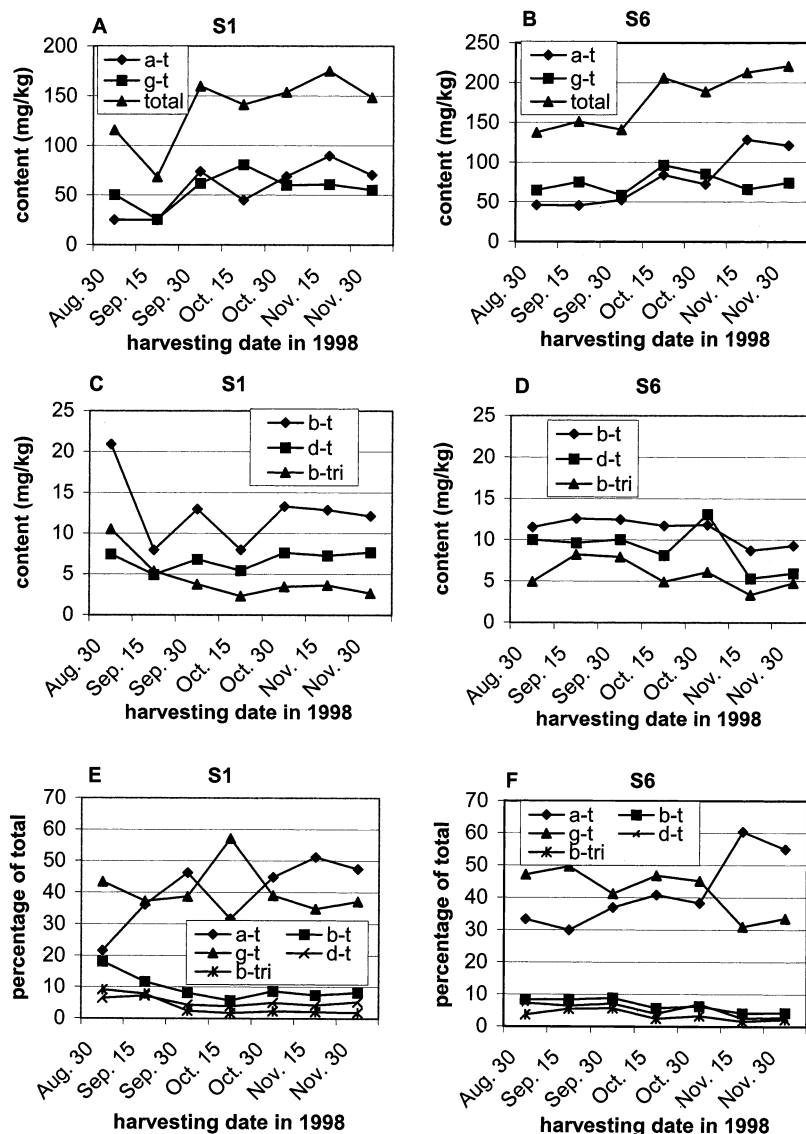 A S1
content (mg/kg)
200
150
100
50
0
a-t
g-t
total
Aug. 30
Sep. 15
Sep. 30
Oct. 15
Oct. 30
Nov. 15
Nov. 30
harvesting date in 1998
B S6
content (mg/kg)
250
200
150
100
50
0
a-t
g-t
total
Aug. 30
Sep. 15
Sep. 30
Oct. 15
Oct. 30
Nov. 15
Nov. 30
harvesting date in 1998
C S1
content (mg/kg)
25
20
15
10
5
0
b-t
d-t
b-tri
Aug. 30
Sep. 15
Sep. 30
Oct. 15
Oct. 30
Nov. 15
Nov. 30
harvesting date in 1998
D S6
content (mg/kg)
25
20
15
10
5
0
b-t
d-t
b-tri
Aug. 30
Sep. 15
Sep. 30
Oct. 15
Oct. 30
Nov. 15
Nov. 30
harvesting date in 1998
E S1
percentage of total
70
60
50
40
30
20
10
0
a-t b-t
g-t d-t
b-tri
Aug. 30
Sep. 15
Sep. 30
Oct. 15
Oct. 30
Nov. 15
Nov. 30
harvesting date in 1998
F S6
percentage of total
70
60
50
40
30
20
10
0
a-t b-t
g-t d-t
b-tri
Aug. 30
Sep. 15
Sep. 30
Oct. 15
Oct. 30
Nov. 15
Nov. 30
harvesting date in 1998